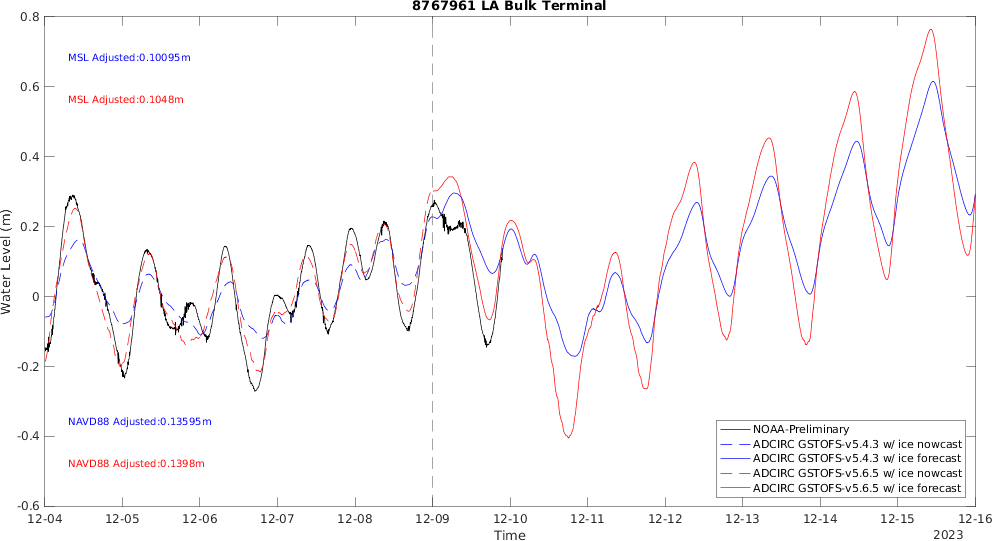 8767961 LA Bulk Terminal
0.8
0.6
0.4
0.2
0
-0.2
-0.4
-0.6
Water Level (m)
MSL Adjusted:0.10095m
MSL Adjusted:0.1048m
NAVD88 Adjusted:0.13595m
NAVD88 Adjusted:0.1398m
NOAA-Preliminary
ADCIRC GSTOFS-v5.4.3 w/ ice nowcast
ADCIRC GSTOFS-v5.4.3 w/ ice forecast
ADCIRC GSTOFS-v5.6.5 w/ ice nowcast
ADCIRC GSTOFS-v5.6.5 w/ ice forecast
12-04 12-05 12-06 12-07 12-08 12-09 12-10 12-11 12-12 12-13 12-14 12-15 12-16
Time
2023